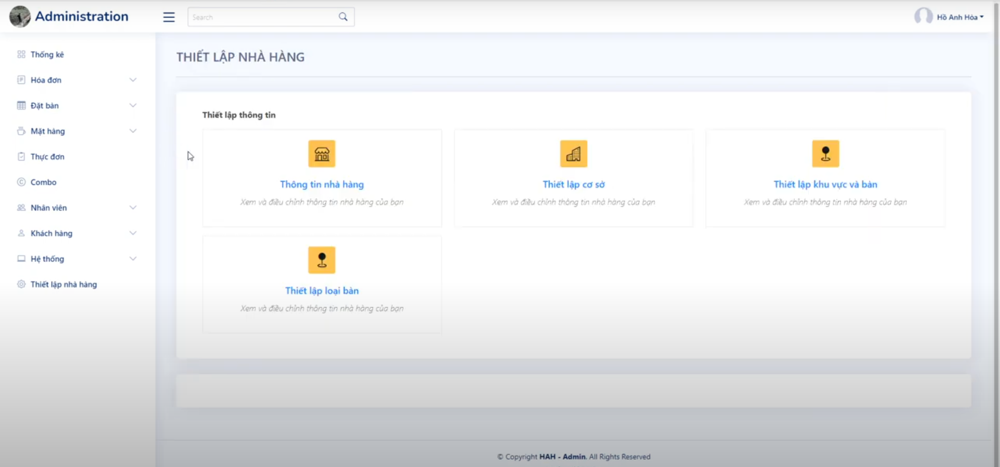 Administration
Search
Hồ Anh Hòa
Thống kê
Hóa đơn
Đặt bàn
Mặt hàng
Thực đơn
Combo
Nhân viên
Khách hàng
Hệ thống
Thiết lập nhà hàng
THIẾT LẬP NHÀ HÀNG
Thiết lập thông tin
Thông tin nhà hàng
Xem và điều chỉnh thông tin nhà hàng của bạn
Thiết lập cơ sở
Xem và điều chỉnh thông tin nhà hàng của bạn
Thiết lập khu vực và bàn
Xem và điều chỉnh thông tin nhà hàng của bạn
Thiết lập loại bàn
Xem và điều chỉnh thông tin nhà hàng của bạn
© Copyright HAH - Admin. All Rights Reserved